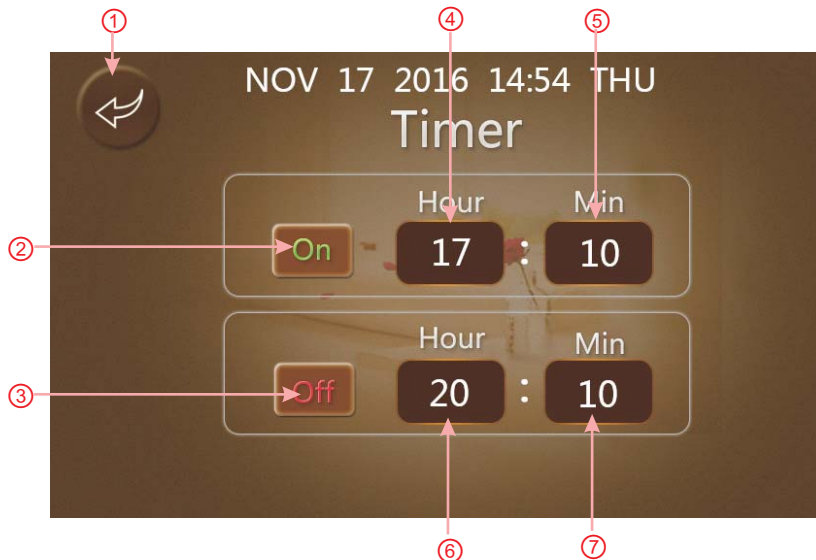 ① ④ ⑤
NOV 17 2016 14:54 THU
Timer
Hour Min
② On 17 : 10
Hour Min
③ Off 20 : 10
⑥ ⑦